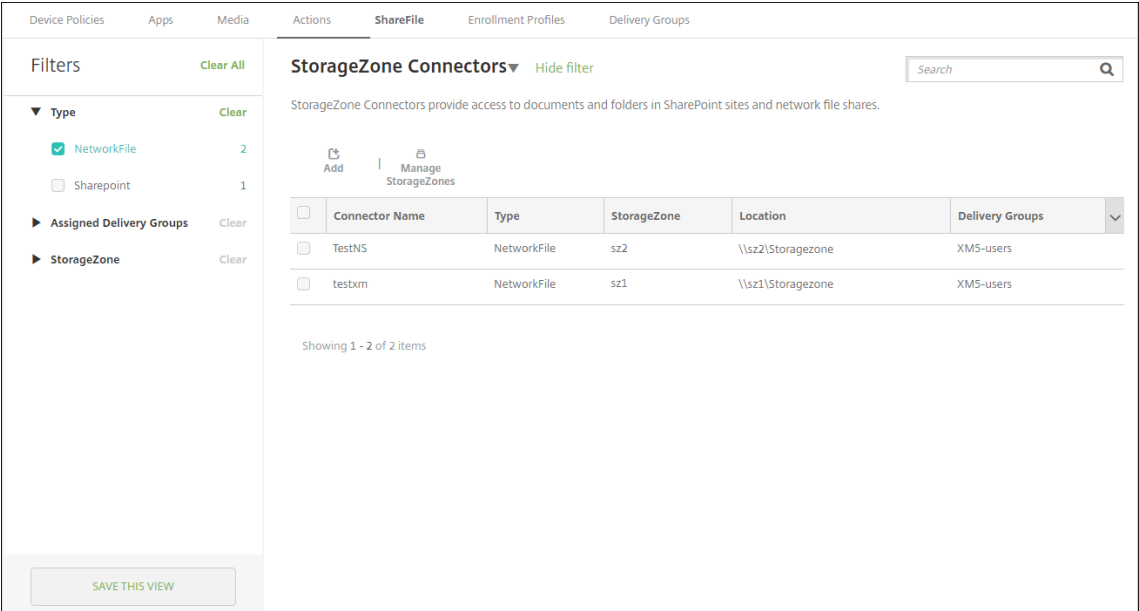 Device Policies Apps Media Actions ShareFile Enrollment Profiles Delivery Groups
Filters Clear All
Type Clear
NetworkFile 2
Sharepoint 1
Assigned Delivery Groups Clear
StorageZone Clear
SAVE THIS VIEW
StorageZone Connectors Hide filter Search
StorageZone Connectors provide access to documents and folders in SharePoint sites and network file shares.
Add | Manage
StorageZones
Connector Name Type StorageZone Location Delivery Groups
TestNS NetworkFile sz2 \\sz2\Storagezone XM5-users
testxm NetworkFile sz1 \\sz1\Storagezone XM5-users
Showing 1 - 2 of 2 items